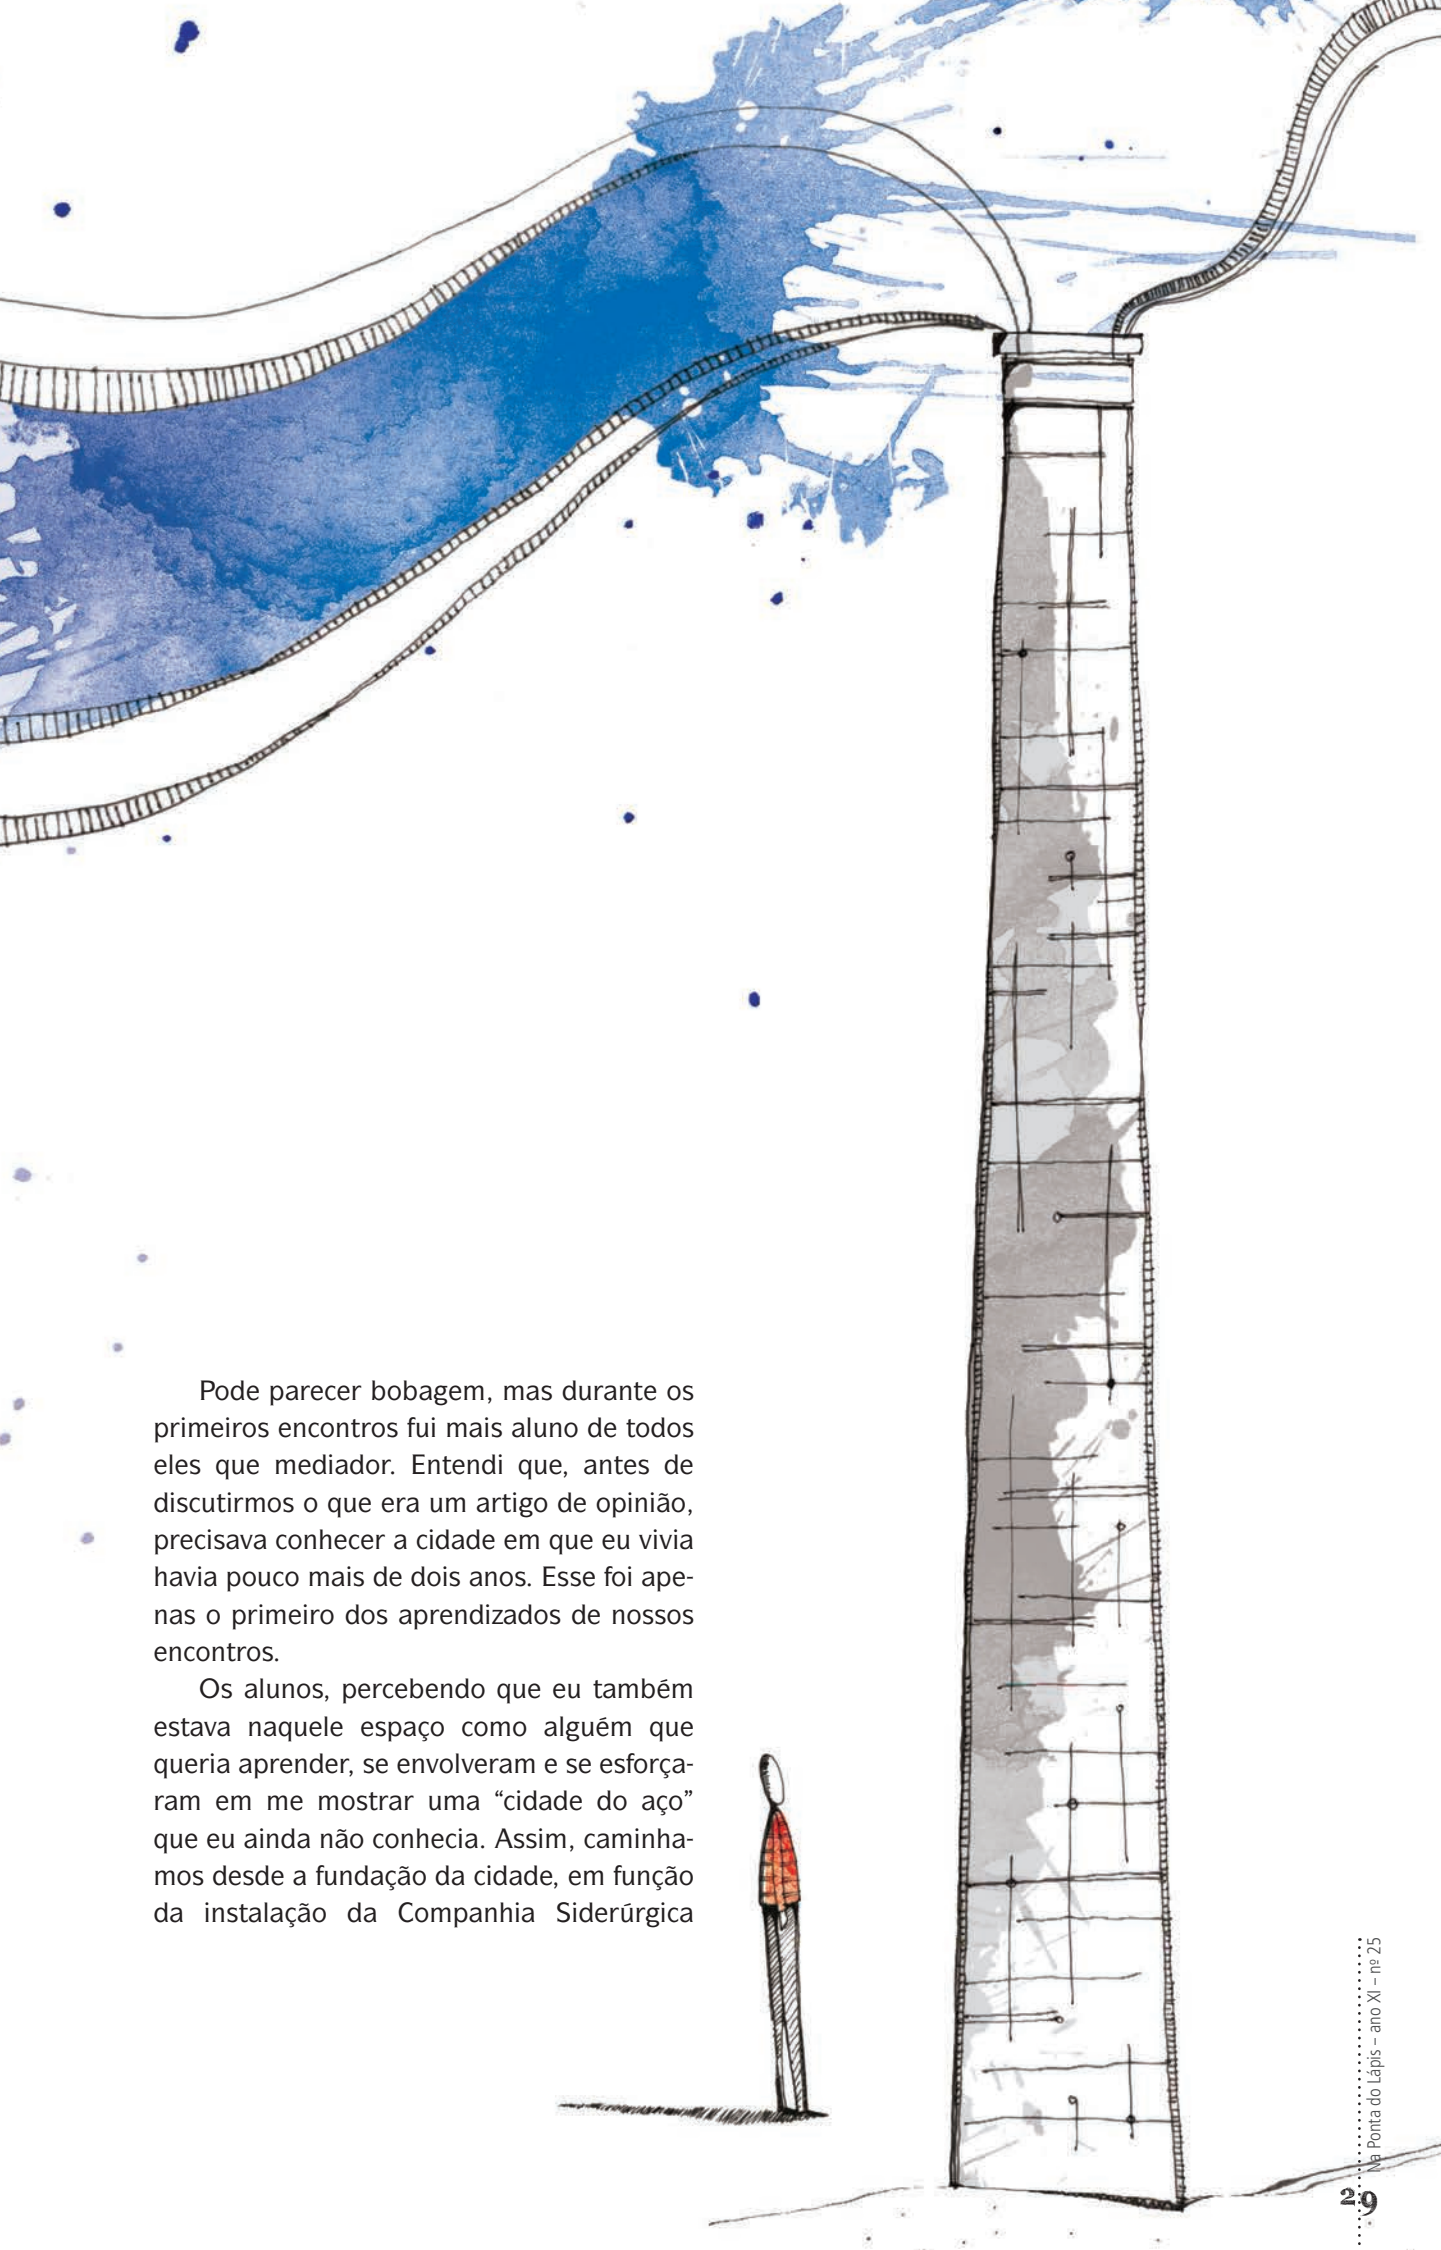 Pode parecer bobagem, mas durante os
primeiros encontros fui mais aluno de todos
eles que mediador. Entendi que, antes de
discutirmos o que era um artigo de opinião,
precisava conhecer a cidade em que eu vivia
havia pouco mais de dois anos. Esse foi ape-
nas o primeiro dos aprendizados de nossos
encontros.
Os alunos, percebendo que eu também
estava naquele espaço como alguém que
queria aprender, se envolveram e se esforça-
ram em me mostrar uma “cidade do aço”
que eu ainda não conhecia. Assim, caminha-
mos desde a fundação da cidade, em função
da instalação da Companhia Siderúrgica
Na Ponta do Lápis – ano XI – nº 25
29